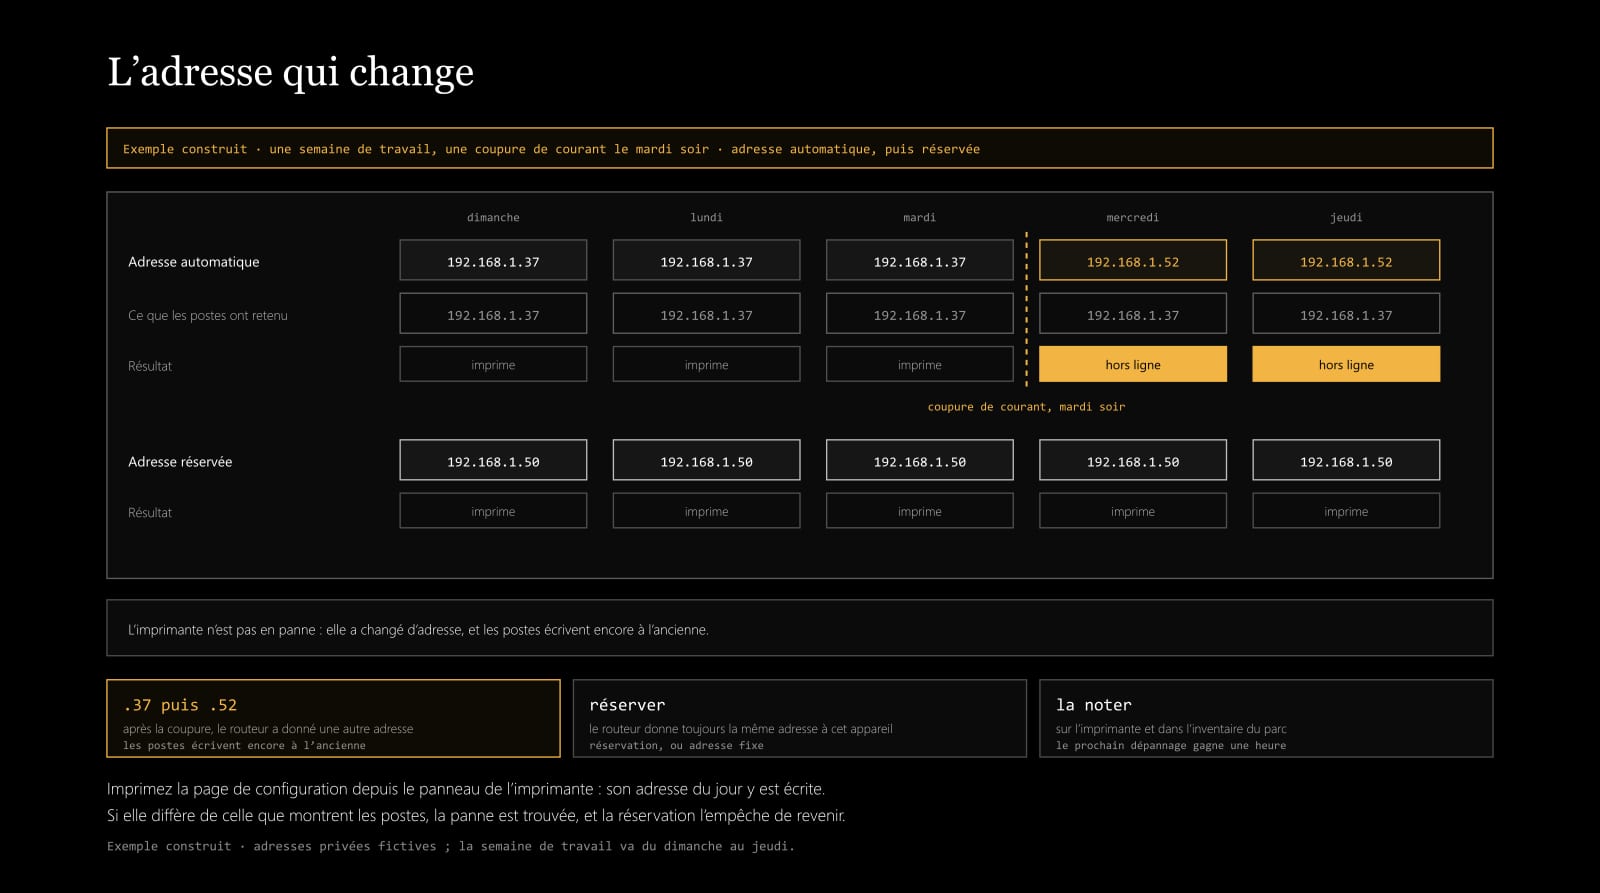 L’adresse qui change
Exemple construit · une semaine de travail, une coupure de courant le mardi soir · adresse automatique, puis réservée
dimanche lundi mardi mercredi jeudi
Adresse automatique 192.168.1.37 192.168.1.37 192.168.1.37 192.168.1.52 192.168.1.52
Ce que les postes ont retenu 192.168.1.37 192.168.1.37 192.168.1.37 192.168.1.37 192.168.1.37
Résultat imprime imprime imprime hors ligne hors ligne
coupure de courant, mardi soir
Adresse réservée 192.168.1.50 192.168.1.50 192.168.1.50 192.168.1.50 192.168.1.50
Résultat imprime imprime imprime imprime imprime
L’imprimante n’est pas en panne : elle a changé d’adresse, et les postes écrivent encore à l’ancienne.
.37 puis .52
après la coupure, le routeur a donné une autre adresse
les postes écrivent encore à l’ancienne
réserver
le routeur donne toujours la même adresse à cet appareil
réservation, ou adresse fixe
la noter
sur l’imprimante et dans l’inventaire du parc
le prochain dépannage gagne une heure
Imprimez la page de configuration depuis le panneau de l’imprimante : son adresse du jour y est écrite.
Si elle diffère de celle que montrent les postes, la panne est trouvée, et la réservation l’empêche de revenir.
Exemple construit · adresses privées fictives ; la semaine de travail va du dimanche au jeudi.